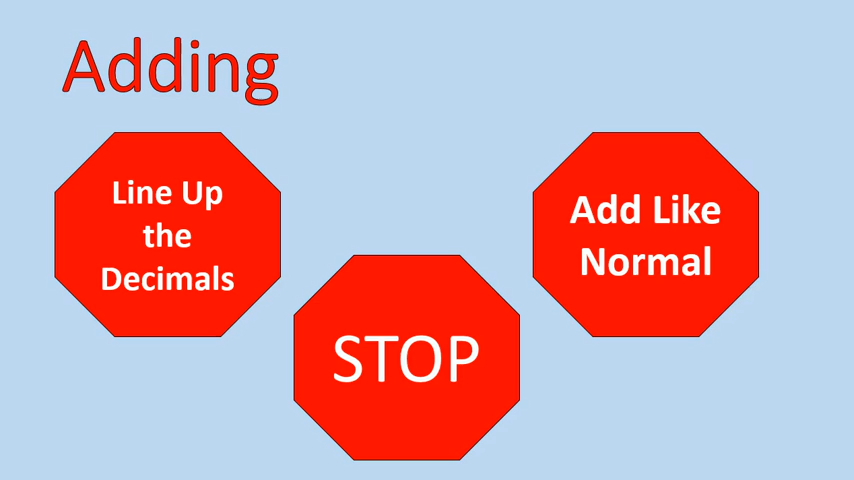 Adding
Line Up
the
Decimals
STOP
Add Like
Normal